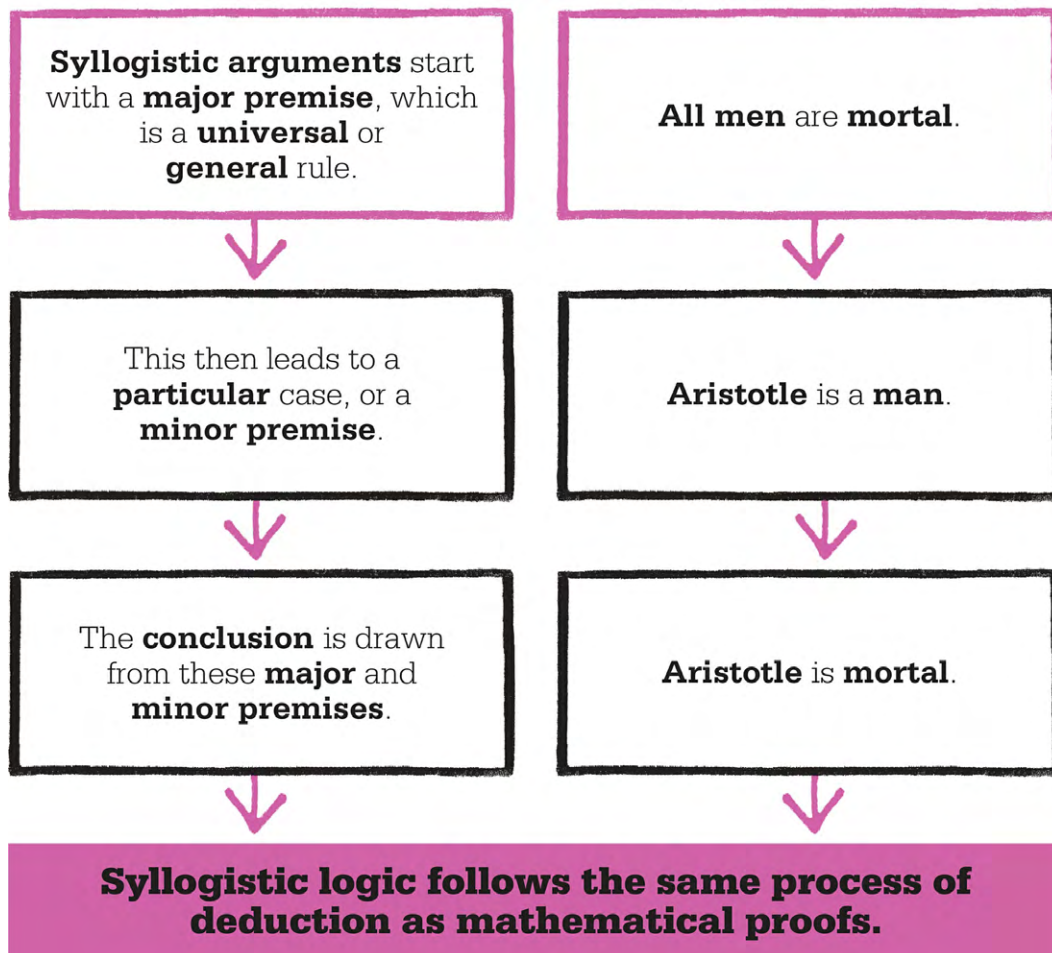 Syllogistic arguments start
with a major premise, which
is a universal or
general rule.
All men are mortal.
This then leads to a
particular case, or a
minor premise.
Aristotle is a man.
The conclusion is drawn
from these major and
minor premises.
Aristotle is mortal.
Syllogistic logic follows the same process of
deduction as mathematical proofs.